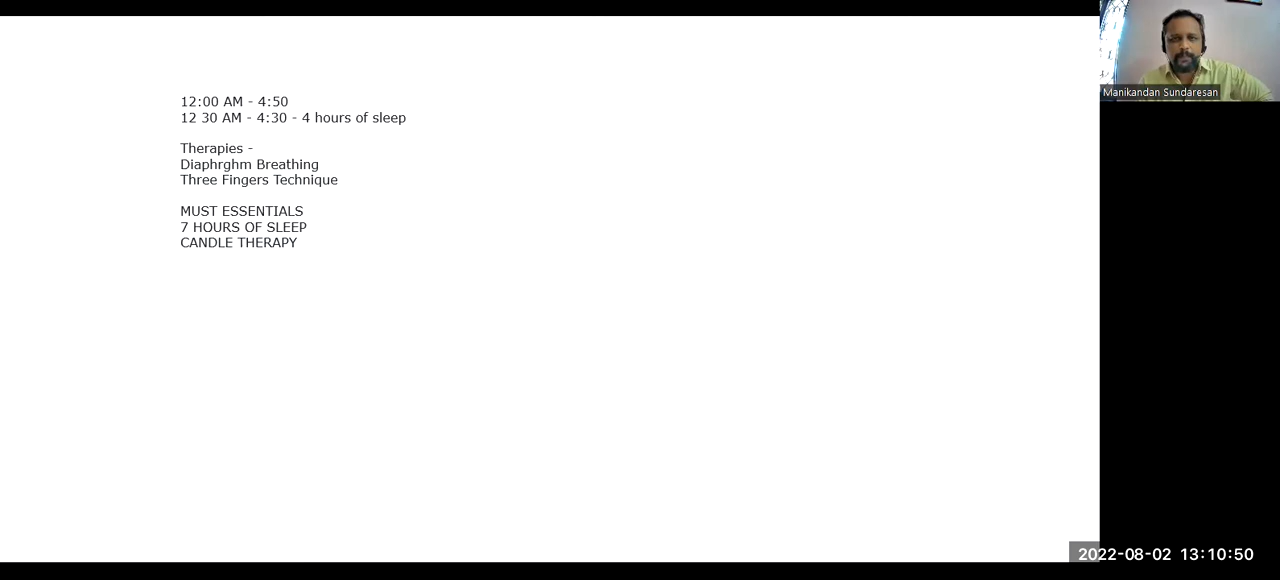 12:00 AM - 4:50
12 30 AM - 4:30 - 4 hours of sleep
Therapies -
Diaphrghm Breathing
Three Fingers Technique
MUST ESSENTIALS
7 HOURS OF SLEEP
CANDLE THERAPY
Manikandan Sundaresan
2022-08-02 13:10:50